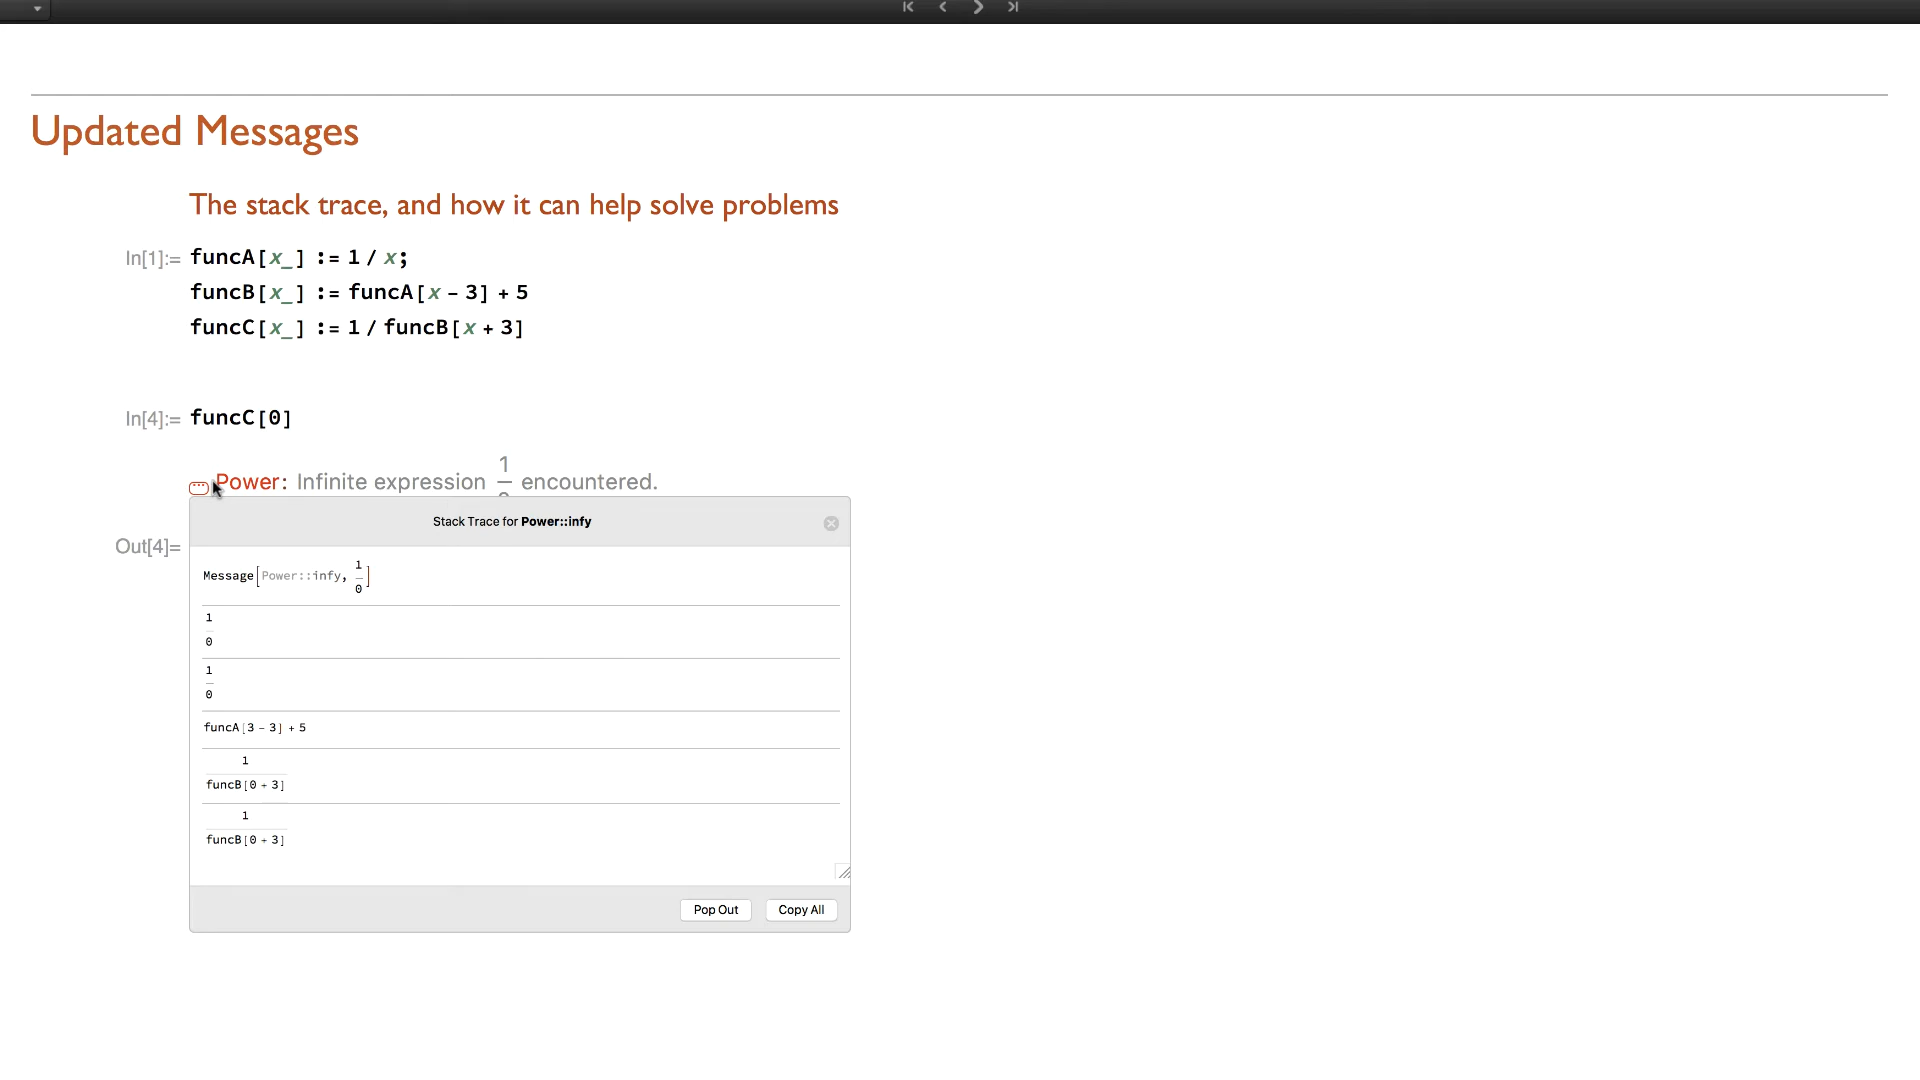 Updated Messages
The stack trace, and how it can help solve problems
In[1]:= funcA[x_] := 1 / x;
funcB[x_] := funcA[x - 3] + 5
funcC[x_] := 1 / funcB[x + 3]
In[4]:= funcC[0]
Power: Infinite expression 1 encountered.
Stack Trace for Power::infy
Out[4]=
Message[Power::infy, 1/0]
1
0
1
0
funcA[3 - 3] + 5
1
funcB[0 + 3]
1
funcB[0 + 3]
Pop Out Copy All